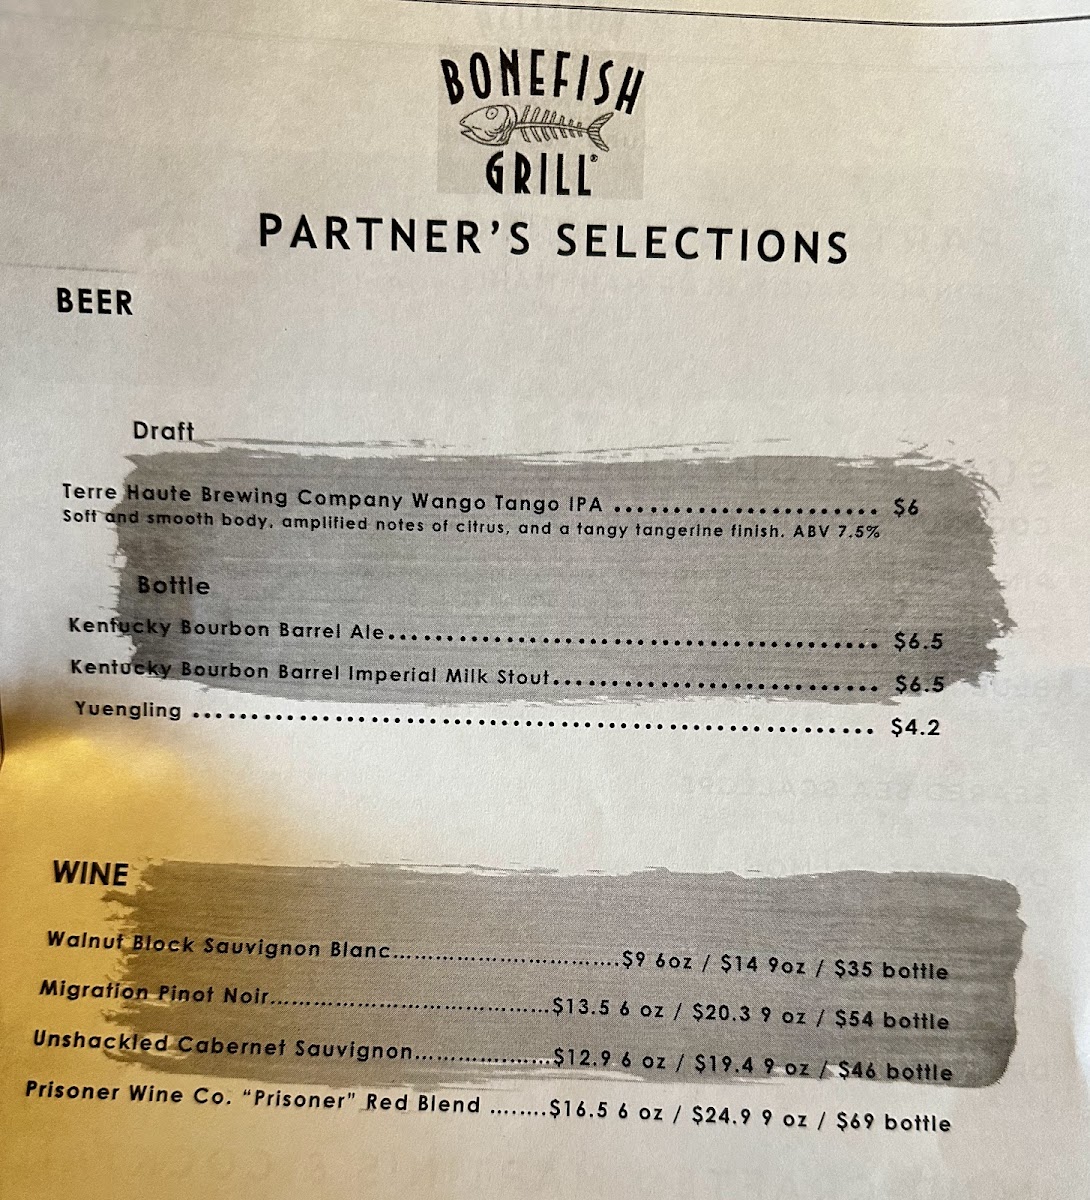 BONEFISH
GRILL®
PARTNER'S SELECTIONS
BEER
Draft
Terre Haute Brewing Company Wango Tango IPA ...................... $6
Soft and smooth body, amplified notes of citrus, and a tangy tangerine finish. ABV 7.5%
Bottle
Kentucky Bourbon Barrel Ale........................................ $6.5
Kentucky Bourbon Barrel Imperial Milk Stout........................... $6.5
Yuengling ........................................................ $4.2
WINE
Walnut Block Sauvignon Blanc.................................$9 6oz / $14 9oz / $35 bottle
Migration Pinot Noir.......................................$13.5 6 oz / $20.3 9 oz / $54 bottle
Unshackled Cabernet Sauvignon....................$12.9 6 oz / $19.4 9 oz / $46 bottle
Prisoner Wine Co. “Prisoner” Red Blend ........$16.5 6 oz / $24.9 9 oz / $69 bottle